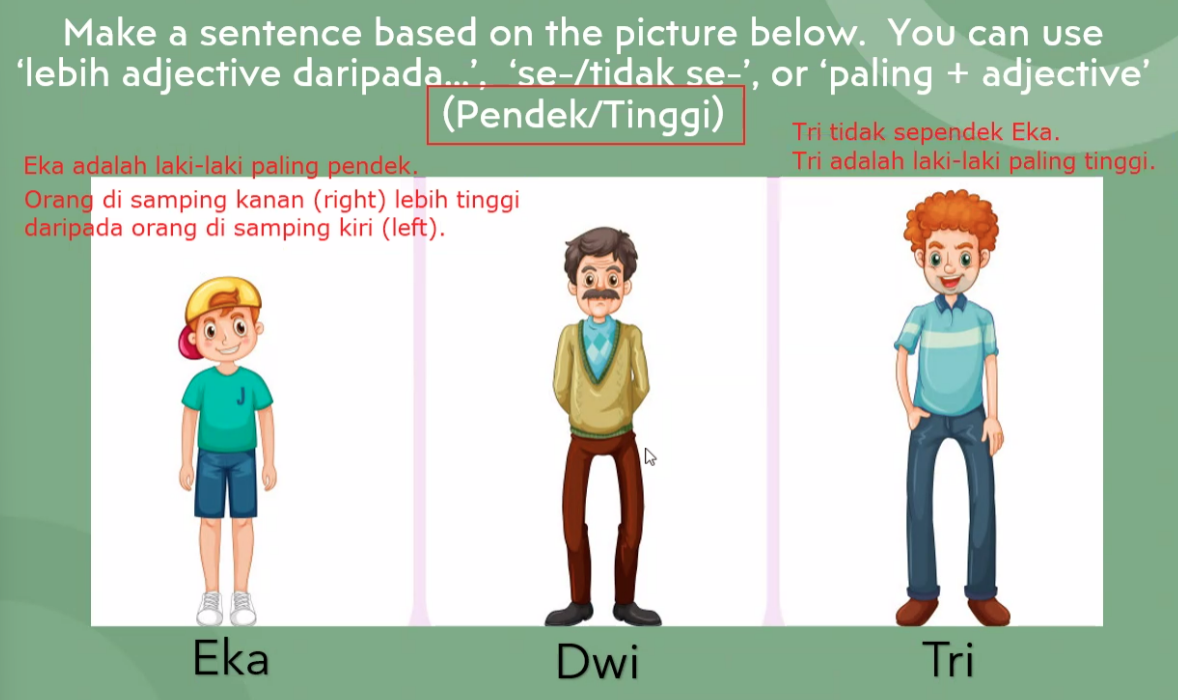 Make a sentence based on the picture below. You can use
‘lebih adjective daripada...’, ‘se-/tidak se-’, or ‘paling + adjective’
(Pendek/Tinggi)
Tri tidak sependek Eka.
Tri adalah laki-laki paling tinggi.
Eka adalah laki-laki paling pendek.
Orang di samping kanan (right) lebih tinggi
daripada orang di samping kiri (left).
J
Eka
Dwi
Tri